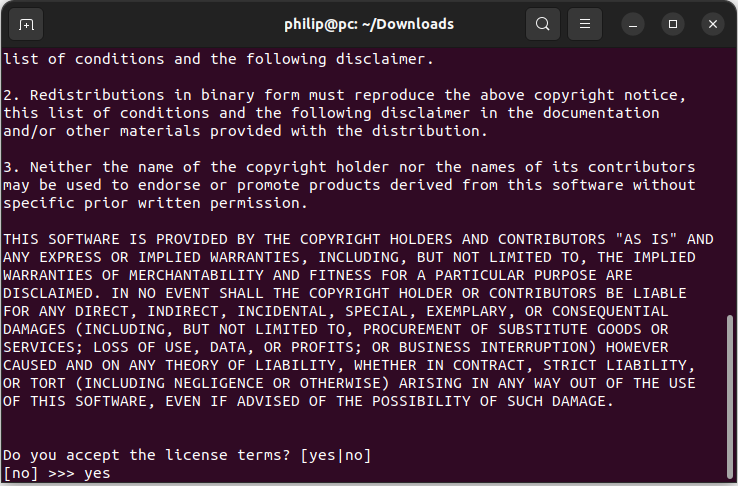 philip@pc: ~/Downloads
list of conditions and the following disclaimer.
2. Redistributions in binary form must reproduce the above copyright notice,
this list of conditions and the following disclaimer in the documentation
and/or other materials provided with the distribution.
3. Neither the name of the copyright holder nor the names of its contributors
may be used to endorse or promote products derived from this software without
specific prior written permission.
THIS SOFTWARE IS PROVIDED BY THE COPYRIGHT HOLDERS AND CONTRIBUTORS "AS IS" AND
ANY EXPRESS OR IMPLIED WARRANTIES, INCLUDING, BUT NOT LIMITED TO, THE IMPLIED
WARRANTIES OF MERCHANTABILITY AND FITNESS FOR A PARTICULAR PURPOSE ARE
DISCLAIMED. IN NO EVENT SHALL THE COPYRIGHT HOLDER OR CONTRIBUTORS BE LIABLE
FOR ANY DIRECT, INDIRECT, INCIDENTAL, SPECIAL, EXEMPLARY, OR CONSEQUENTIAL
DAMAGES (INCLUDING, BUT NOT LIMITED TO, PROCUREMENT OF SUBSTITUTE GOODS OR
SERVICES; LOSS OF USE, DATA, OR PROFITS; OR BUSINESS INTERRUPTION) HOWEVER
CAUSED AND ON ANY THEORY OF LIABILITY, WHETHER IN CONTRACT, STRICT LIABILITY,
OR TORT (INCLUDING NEGLIGENCE OR OTHERWISE) ARISING IN ANY WAY OUT OF THE USE
OF THIS SOFTWARE, EVEN IF ADVISED OF THE POSSIBILITY OF SUCH DAMAGE.
Do you accept the license terms? [yes|no]
[no] >>> yes